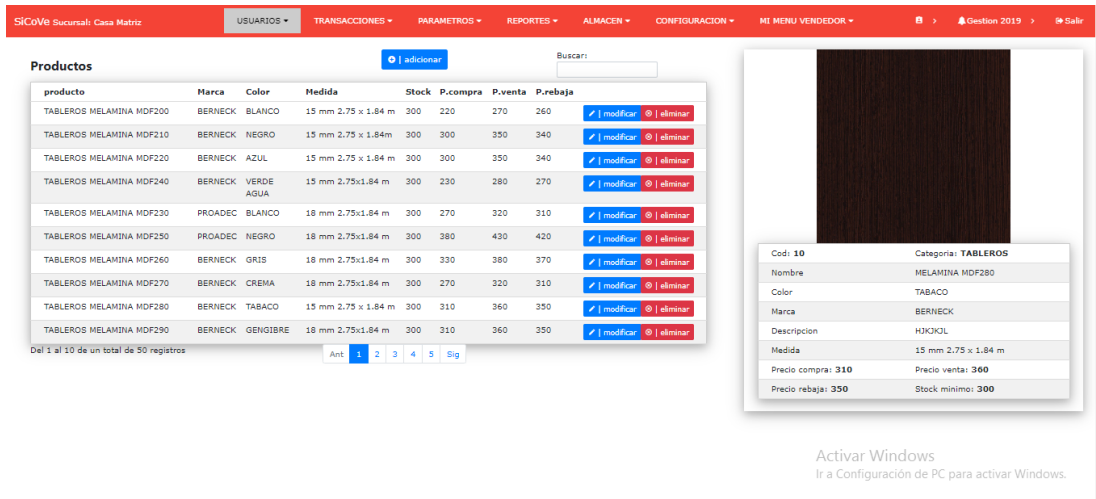 SiCoVe Sucursal: Casa Matriz USUARIOS TRANSACCIONES PARAMETROS REPORTES ALMACEN CONFIGURACION MI MENU VENDEDOR Gestion 2019 Salir
Productos
| adicionar
Buscar:
producto Marca Color Medida Stock P.compra P.venta P.rebaja
TABLEROS MELAMINA MDF200 BERNECK BLANCO 15 mm 2.75 x 1.84 m 300 220 270 260 | modificar | eliminar
TABLEROS MELAMINA MDF210 BERNECK NEGRO 15 mm 2.75 x 1.84m 300 300 350 340 | modificar | eliminar
TABLEROS MELAMINA MDF220 BERNECK AZUL 15 mm 2.75 x 1.84 m 300 300 350 340 | modificar | eliminar
TABLEROS MELAMINA MDF240 BERNECK VERDE AGUA 15 mm 2.75x1.84 m 300 230 280 270 | modificar | eliminar
TABLEROS MELAMINA MDF230 PROADEC BLANCO 18 mm 2.75x1.84 m 300 270 320 310 | modificar | eliminar
TABLEROS MELAMINA MDF250 PROADEC NEGRO 18 mm 2.75x1.84 m 300 380 430 420 | modificar | eliminar
TABLEROS MELAMINA MDF260 BERNECK GRIS 18 mm 2.75x1.84 m 300 330 380 370 | modificar | eliminar
TABLEROS MELAMINA MDF270 BERNECK CREMA 18 mm 2.75x1.84 m 300 270 320 310 | modificar | eliminar
TABLEROS MELAMINA MDF280 BERNECK TABACO 15 mm 2.75 x 1.84 m 300 310 360 350 | modificar | eliminar
TABLEROS MELAMINA MDF290 BERNECK GENGIBRE 18 mm 2.75x1.84 m 300 310 360 350 | modificar | eliminar
Del 1 al 10 de un total de 50 registros
Ant 1 2 3 4 5 Sig
Cod: 10 Categoria: TABLEROS
Nombre MELAMINA MDF280
Color TABACO
Marca BERNECK
Descripcion HJKJKJL
Medida 15 mm 2.75 x 1.84 m
Precio compra: 310 Precio venta: 360
Precio rebaja: 350 Stock minimo: 300
Activar Windows
Ir a Configuración de PC para activar Windows.